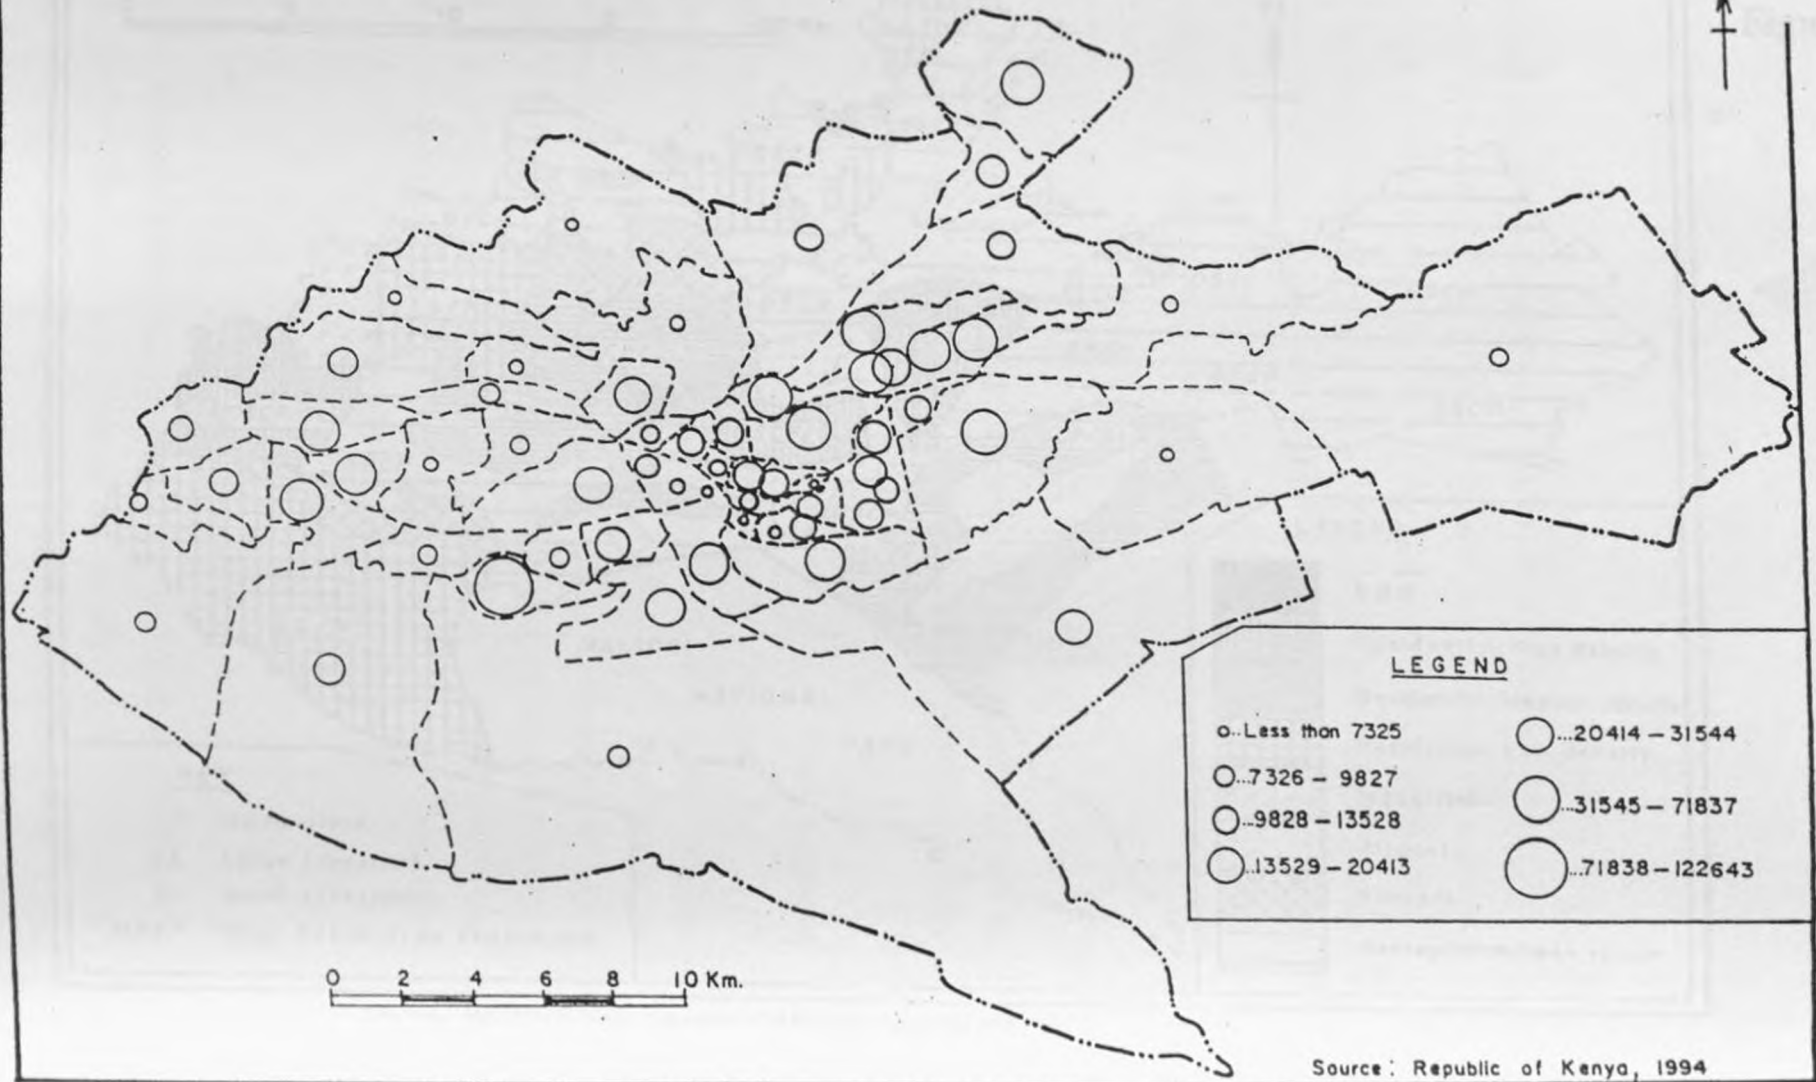 LEGEND
Less than 7325
...7326 – 9827
..9828 – 13528
..13529 – 20413
...20414 – 31544
...31545 – 71837
...71838 – 122643
0 2 4 6 8 10 Km.
Source: Republic of Kenya, 1994